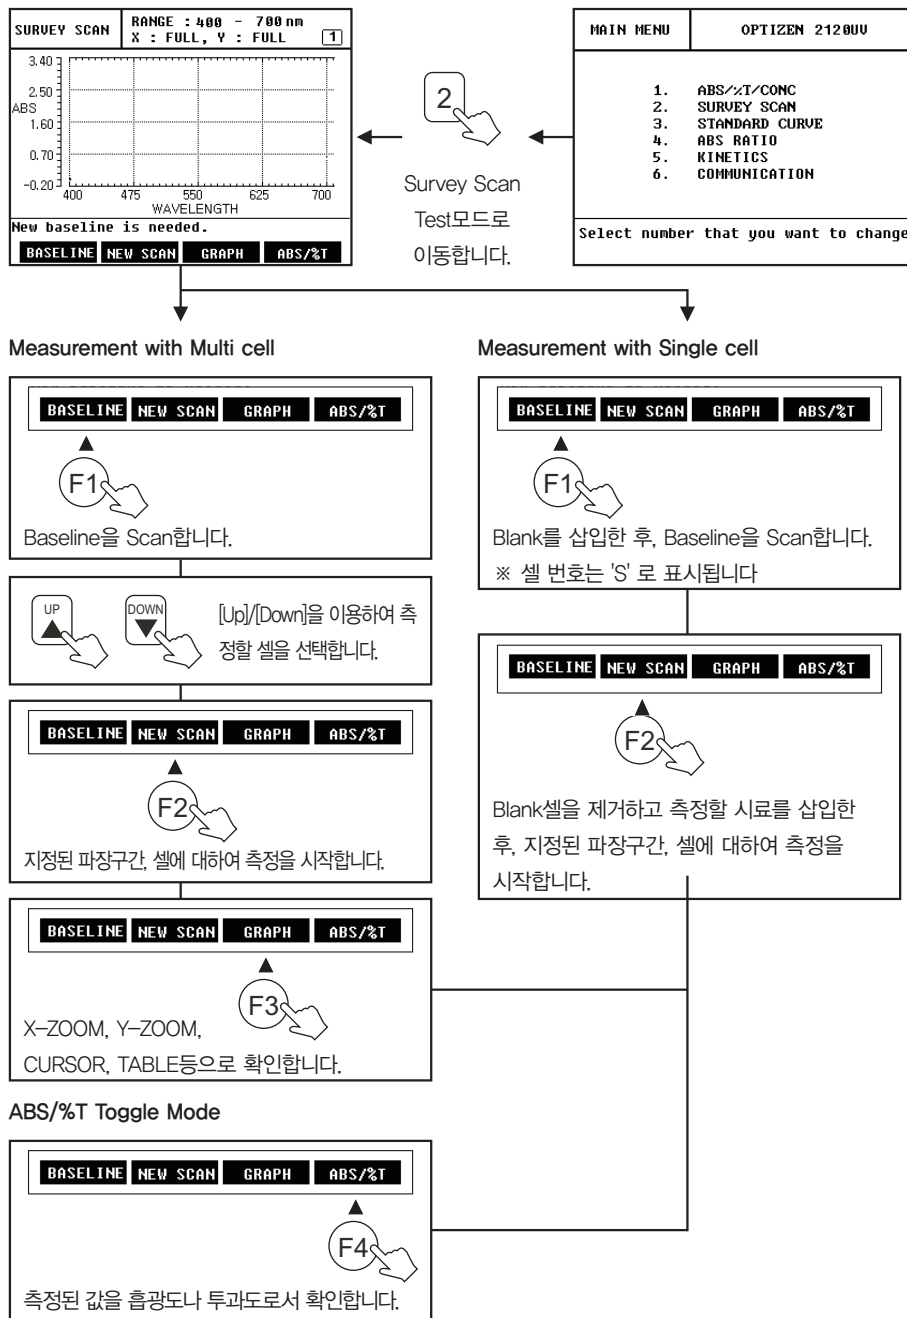 SURVEY SCAN
RANGE : 400 - 700 nm
X : FULL, Y : FULL
1
3.40
2.50
ABS
1.60
0.70
-0.20
400 475 550 625 700
WAVELENGTH
New baseline is needed.
BASELINE NEW SCAN GRAPH ABS/%T
2
Survey Scan
Test모드로
이동합니다.
MAIN MENU
OPTIZEN 2120UV
1. ABS/%T/CONC
2. SURVEY SCAN
3. STANDARD CURVE
4. ABS RATIO
5. KINETICS
6. COMMUNICATION
Select number that you want to change
Measurement with Multi cell
BASELINE NEW SCAN GRAPH ABS/%T
F1
Baseline을 Scan합니다.
UP
DOWN
[Up]/[Down]을 이용하여 측
정할 셀을 선택합니다.
BASELINE NEW SCAN GRAPH ABS/%T
F2
지정된 파장구간, 셀에 대하여 측정을 시작합니다.
BASELINE NEW SCAN GRAPH ABS/%T
F3
X-ZOOM, Y-ZOOM,
CURSOR, TABLE등으로 확인합니다.
Measurement with Single cell
BASELINE NEW SCAN GRAPH ABS/%T
F1
Blank를 삽입한 후, Baseline을 Scan합니다.
※ 셀 번호는 'S' 로 표시됩니다
BASELINE NEW SCAN GRAPH ABS/%T
F2
Blank셀을 제거하고 측정할 시료를 삽입한
후, 지정된 파장구간, 셀에 대하여 측정을
시작합니다.
ABS/%T Toggle Mode
BASELINE NEW SCAN GRAPH ABS/%T
F4
측정된 값을 흡광도나 투과도로서 확인합니다.